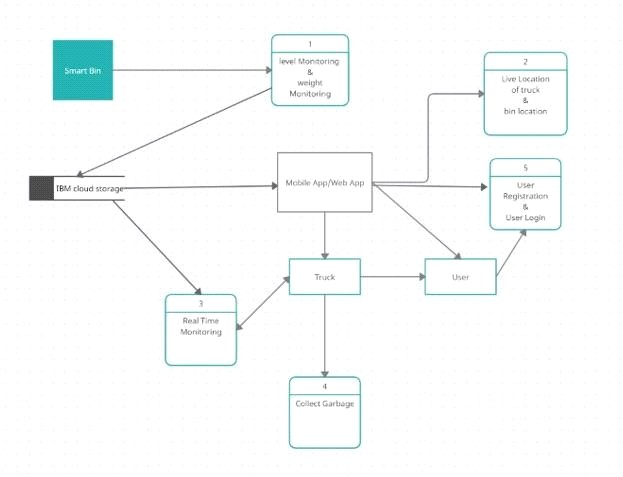 Smart Bin
1
level Monitoring
&
weight
Monitoring
2
Live Location
of truck
&
bin location
IBM cloud storage
Mobile App/Web App
5
User
Registration
&
User Login
Truck
User
3
Real Time
Monitoring
4
Collect Garbage